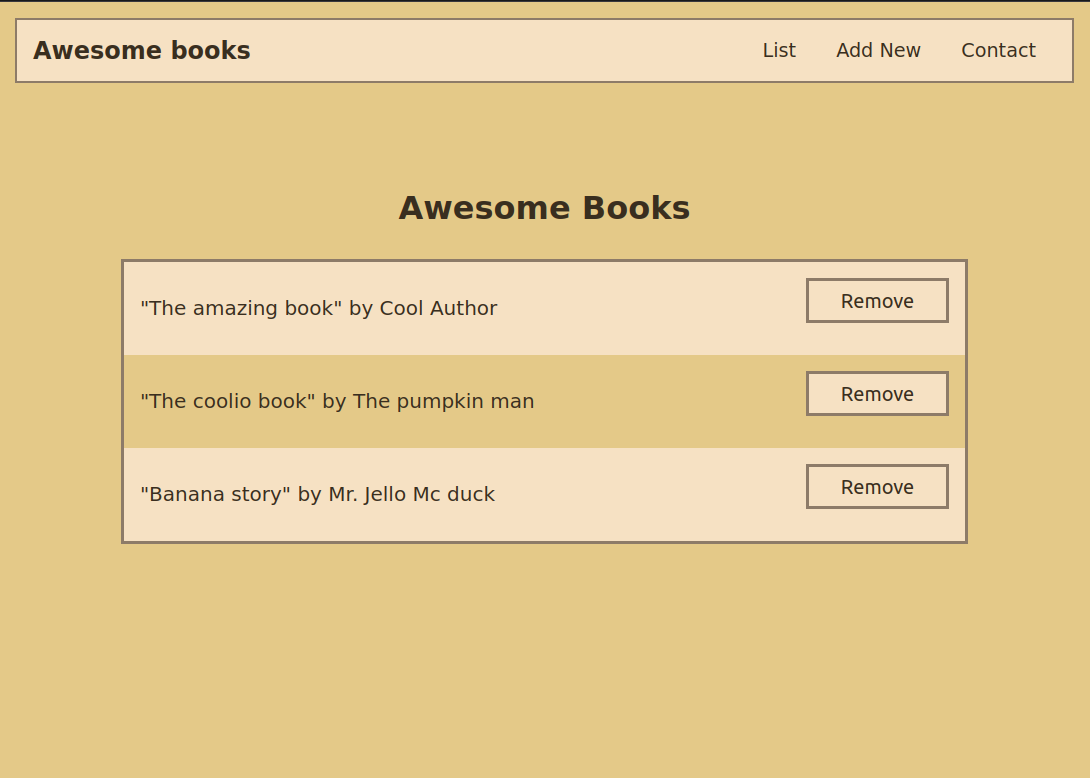 Awesome books List Add New Contact
Awesome Books
"The amazing book" by Cool Author Remove
"The coolio book" by The pumpkin man Remove
"Banana story" by Mr. Jello Mc duck Remove